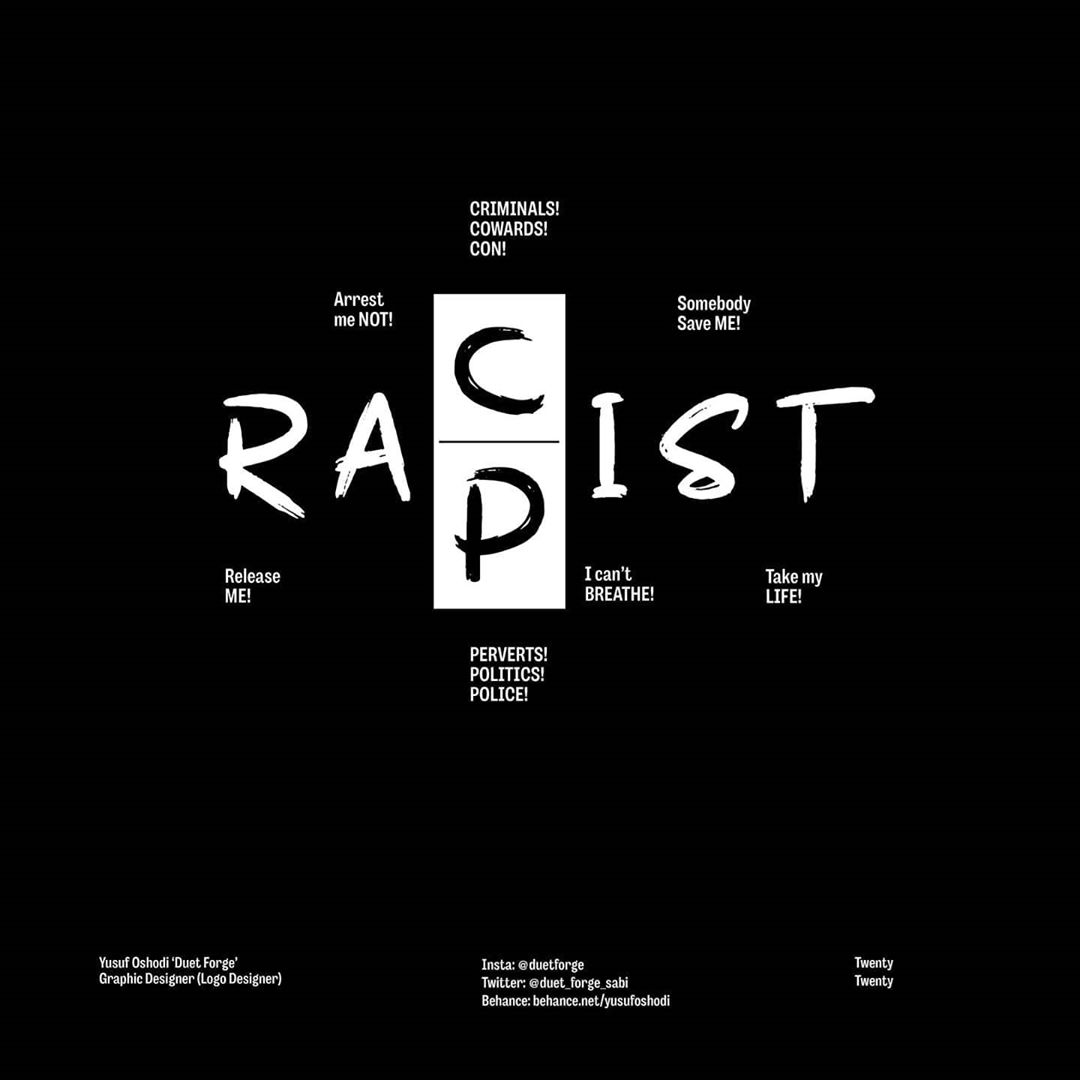 CRIMINALS!
COWARDS!
CON!
Arrest
me NOT!
Somebody
Save ME!
C
RA IST
P
Release
ME!
I can't
BREATHE!
Take my
LIFE!
PERVERTS!
POLITICS!
POLICE!
Yusuf Oshodi ‘Duet Forge’
Graphic Designer (Logo Designer)
Insta: @duetforge
Twitter: @duet_forge_sabi
Behance: behance.net/yusufoshodi
Twenty
Twenty